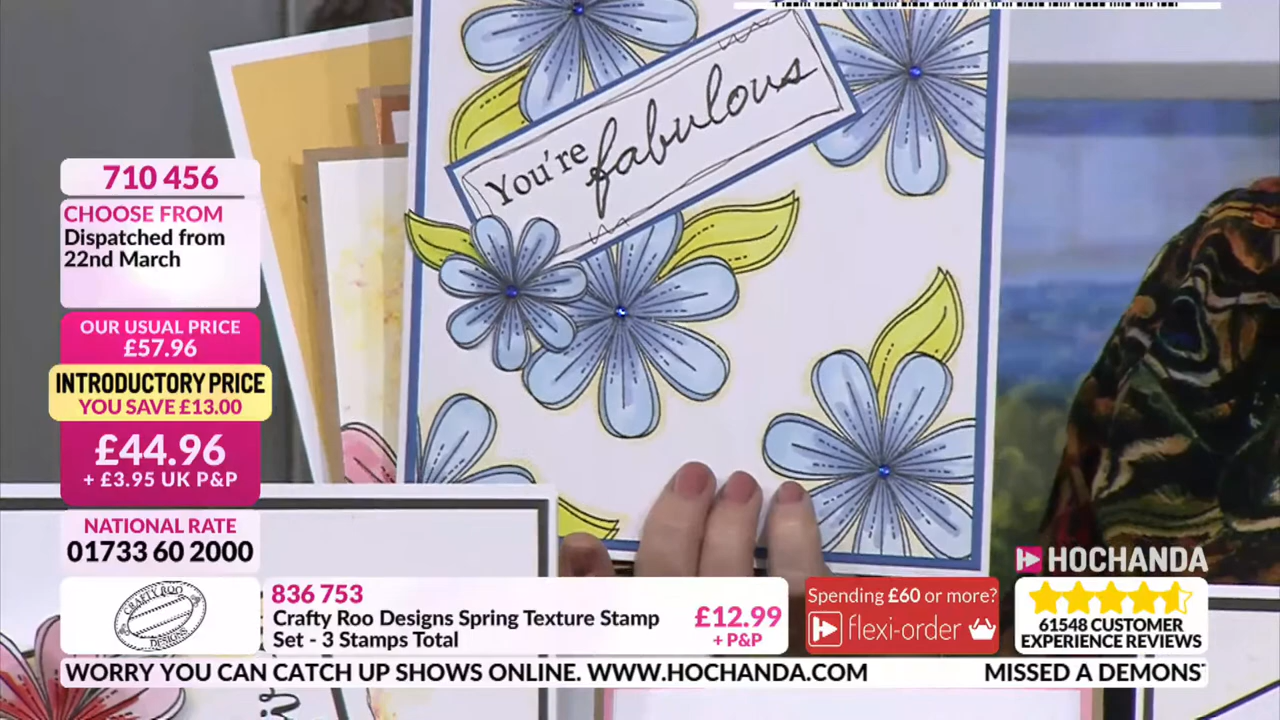 You're fabulous
710 456
CHOOSE FROM
Dispatched from
22nd March
OUR USUAL PRICE
£57.96
INTRODUCTORY PRICE
YOU SAVE £13.00
£44.96
+ £3.95 UK P&P
NATIONAL RATE
01733 60 2000
CRAFTY ROO
DESIGNS
836 753
Crafty Roo Designs Spring Texture Stamp
Set - 3 Stamps Total
£12.99
+ P&P
Spending £60 or more?
flexi-order
HOCHANDA
61548 CUSTOMER
EXPERIENCE REVIEWS
WORRY YOU CAN CATCH UP SHOWS ONLINE. WWW.HOCHANDA.COM MISSED A DEMONS